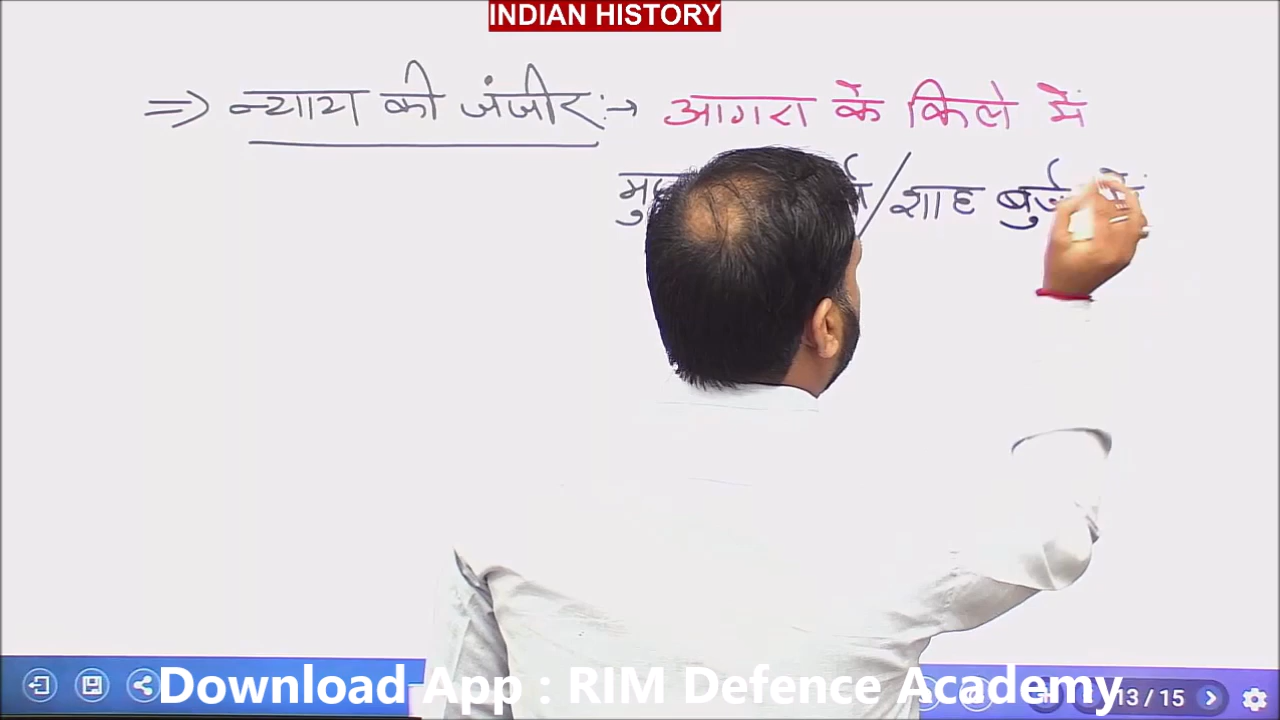 INDIAN HISTORY
⇒ न्याय की जंजीर :→ आगरा के किले में
/शाह बुर्ज
Download App : RIM Defence Academy
13 / 15